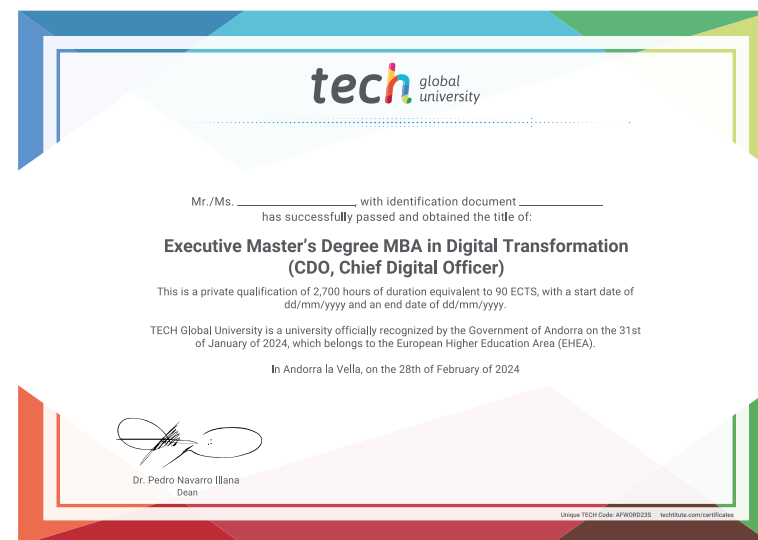 tech global
university
Mr./Ms. ____________, with identification document ____________
has successfully passed and obtained the title of:
Executive Master’s Degree MBA in Digital Transformation
(CDO, Chief Digital Officer)
This is a private qualification of 2,700 hours of duration equivalent to 90 ECTS, with a start date of
dd/mm/yyyy and an end date of dd/mm/yyyy.
TECH Global University is a university officially recognized by the Government of Andorra on the 31st
of January of 2024, which belongs to the European Higher Education Area (EHEA).
In Andorra la Vella, on the 28th of February of 2024
Dr. Pedro Navarro Illana
Dean
Unique TECH Code: AFWORD23S techtitute.com/certificates